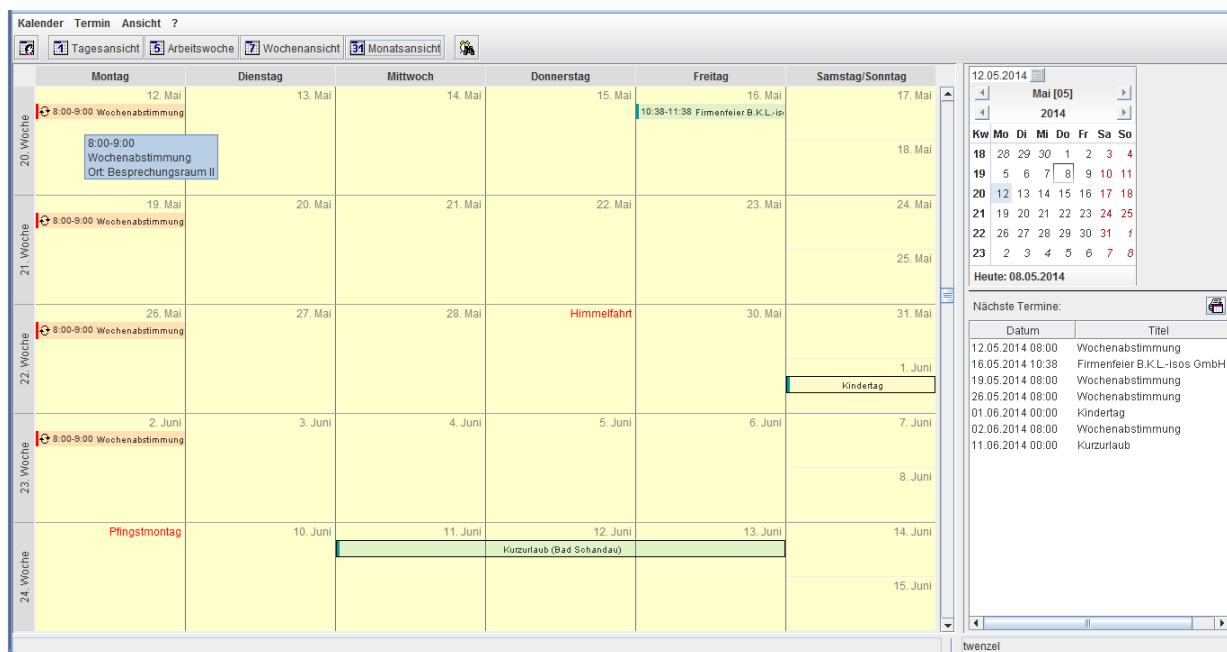 Kalender Termin Ansicht ?
1 Tagesansicht 5 Arbeitswoche 7 Wochenansicht 31 Monatsansicht
Montag Dienstag Mittwoch Donnerstag Freitag Samstag/Sonntag
20. Woche
12. Mai 13. Mai 14. Mai 15. Mai 16. Mai 17. Mai
8:00-9:00 Wochenabstimmung
10:38-11:38 Firmenfeier B.K.L.-is
8:00-9:00
Wochenabstimmung
Ort: Besprechungsraum II
18. Mai
21. Woche
19. Mai 20. Mai 21. Mai 22. Mai 23. Mai 24. Mai
8:00-9:00 Wochenabstimmung
25. Mai
22. Woche
26. Mai 27. Mai 28. Mai Himmelfahrt 30. Mai 31. Mai
8:00-9:00 Wochenabstimmung
1. Juni
Kindertag
23. Woche
2. Juni 3. Juni 4. Juni 5. Juni 6. Juni 7. Juni
8:00-9:00 Wochenabstimmung
8. Juni
24. Woche
Pfingstmontag 10. Juni 11. Juni 12. Juni 13. Juni 14. Juni
Kurzurlaub (Bad Schandau)
15. Juni
12.05.2014
Mai [05]
2014
Kw Mo Di Mi Do Fr Sa So
18 28 29 30 1 2 3 4
19 5 6 7 8 9 10 11
20 12 13 14 15 16 17 18
21 19 20 21 22 23 24 25
22 26 27 28 29 30 31 1
23 2 3 4 5 6 7 8
Heute: 08.05.2014
Nächste Termine:
Datum Titel
12.05.2014 08:00 Wochenabstimmung
16.05.2014 10:38 Firmenfeier B.K.L.-isos GmbH
19.05.2014 08:00 Wochenabstimmung
26.05.2014 08:00 Wochenabstimmung
01.06.2014 00:00 Kindertag
02.06.2014 08:00 Wochenabstimmung
11.06.2014 00:00 Kurzurlaub
twenzel